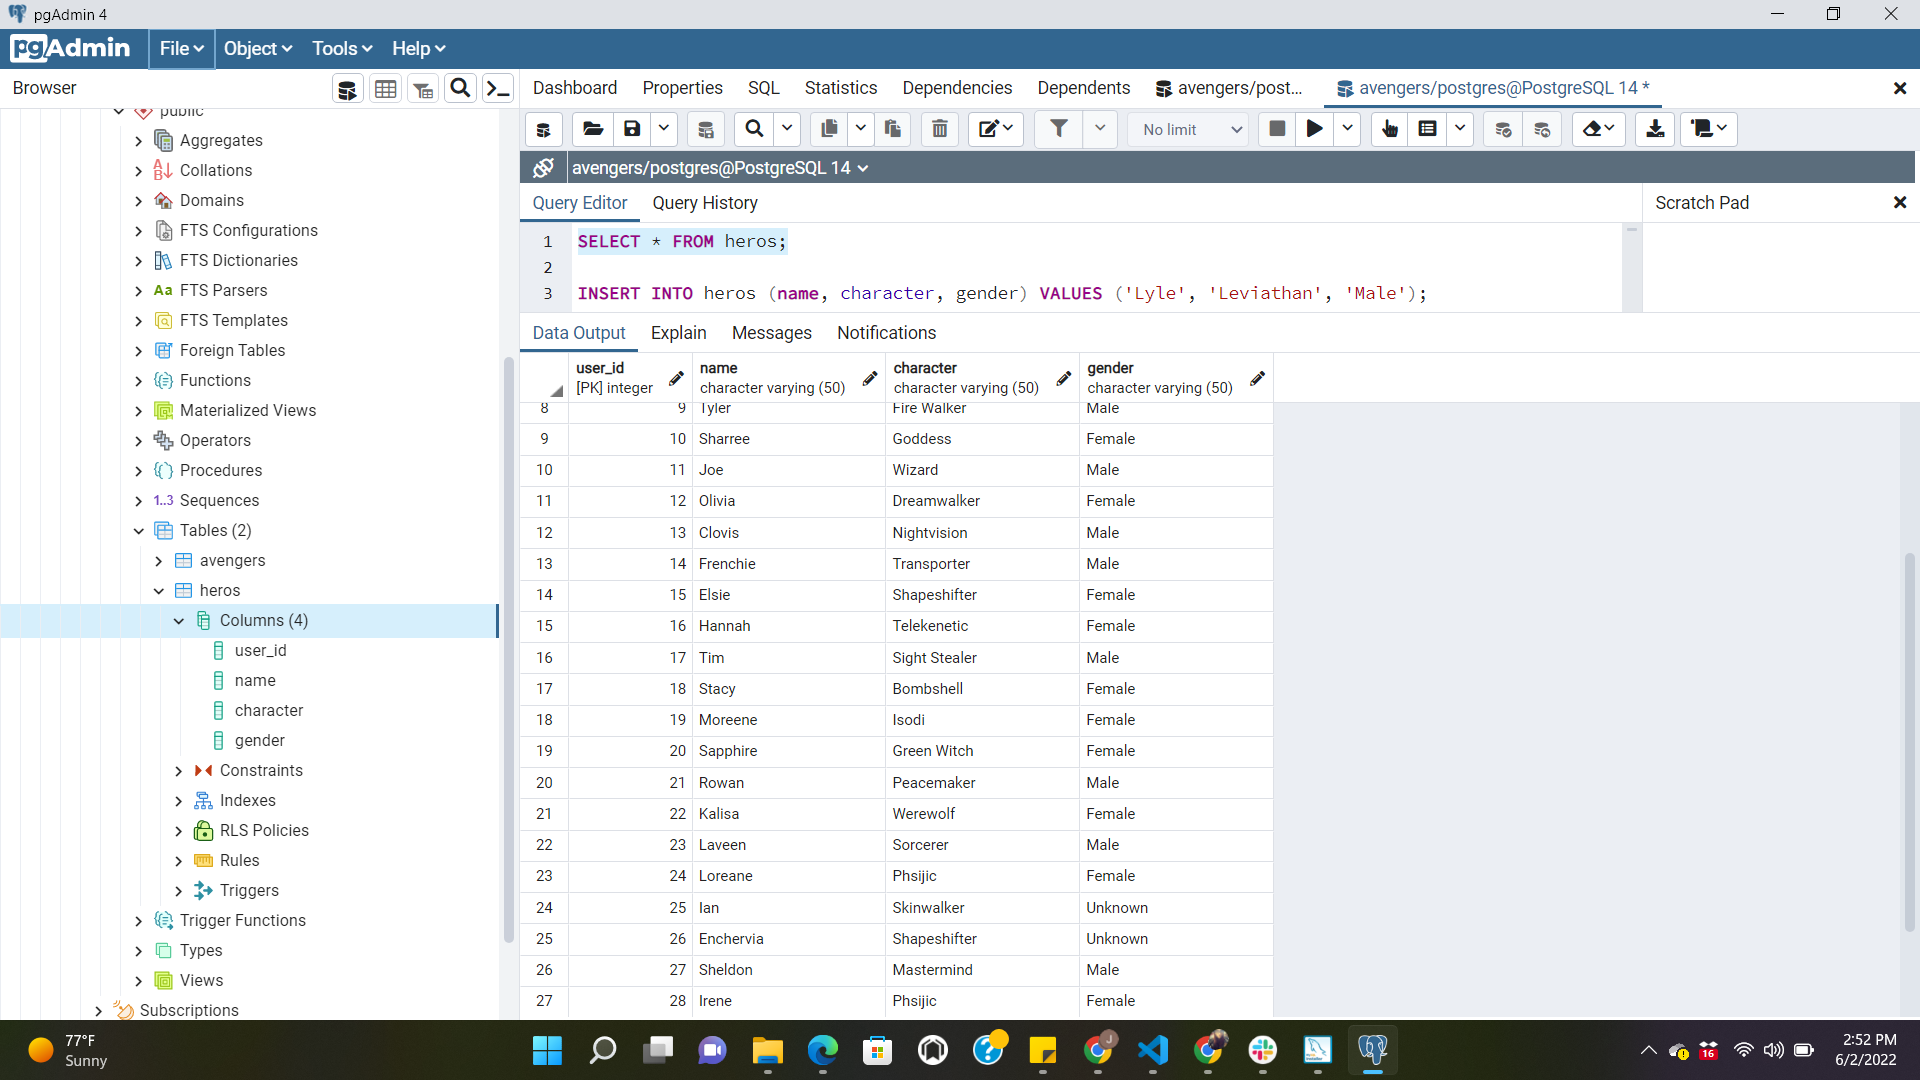 pgAdmin 4
pgAdmin File Object Tools Help
Browser
Dashboard Properties SQL Statistics Dependencies Dependents avengers/post... avengers/postgres@PostgreSQL 14 *
No limit
avengers/postgres@PostgreSQL 14
Query Editor Query History
Scratch Pad
1 SELECT * FROM heros;
2
3 INSERT INTO heros (name, character, gender) VALUES ('Lyle', 'Leviathan', 'Male');
Data Output Explain Messages Notifications
user_id name character gender
[PK] integer character varying (50) character varying (50) character varying (50)
8 9 Tyler Fire Walker Male
9 10 Sharree Goddess Female
10 11 Joe Wizard Male
11 12 Olivia Dreamwalker Female
12 13 Clovis Nightvision Male
13 14 Frenchie Transporter Male
14 15 Elsie Shapeshifter Female
15 16 Hannah Telekenetic Female
16 17 Tim Sight Stealer Male
17 18 Stacy Bombshell Female
18 19 Moreene Isodi Female
19 20 Sapphire Green Witch Female
20 21 Rowan Peacemaker Male
21 22 Kalisa Werewolf Female
22 23 Laveen Sorcerer Male
23 24 Loreane Phsijic Female
24 25 Ian Skinwalker Unknown
25 26 Enchervia Shapeshifter Unknown
26 27 Sheldon Mastermind Male
27 28 Irene Phsijic Female
public
Aggregates
Collations
Domains
FTS Configurations
FTS Dictionaries
Aa FTS Parsers
FTS Templates
Foreign Tables
Functions
Materialized Views
Operators
Procedures
1..3 Sequences
Tables (2)
avengers
heros
Columns (4)
user_id
name
character
gender
Constraints
Indexes
RLS Policies
Rules
Triggers
Trigger Functions
Types
Views
Subscriptions
77°F
Sunny
J
16
2:52 PM
6/2/2022